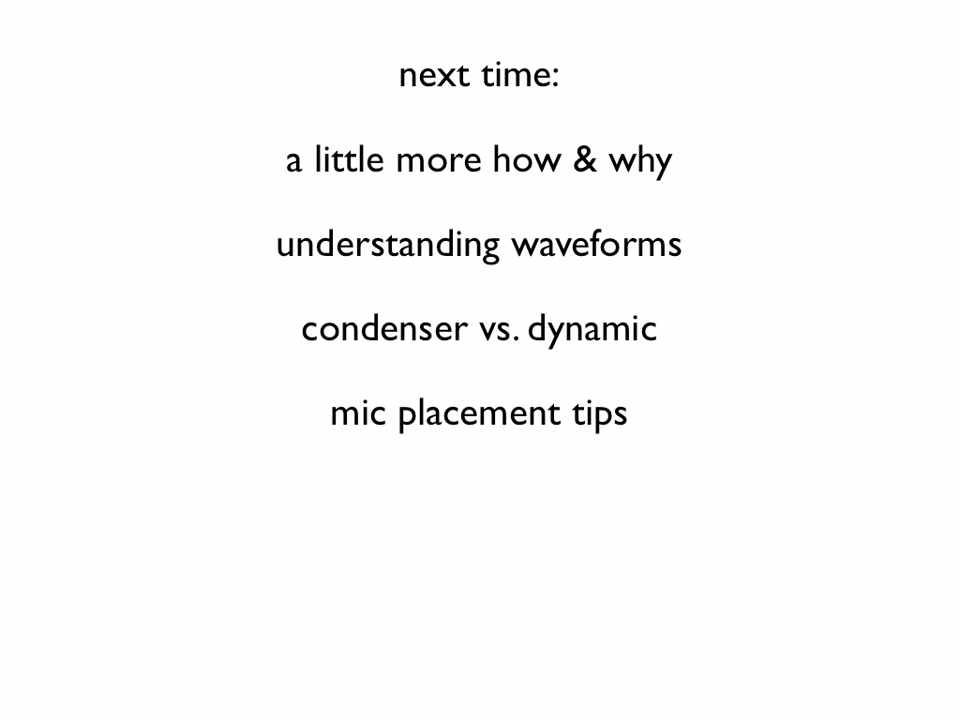 next time:
a little more how & why
understanding waveforms
condenser vs. dynamic
mic placement tips